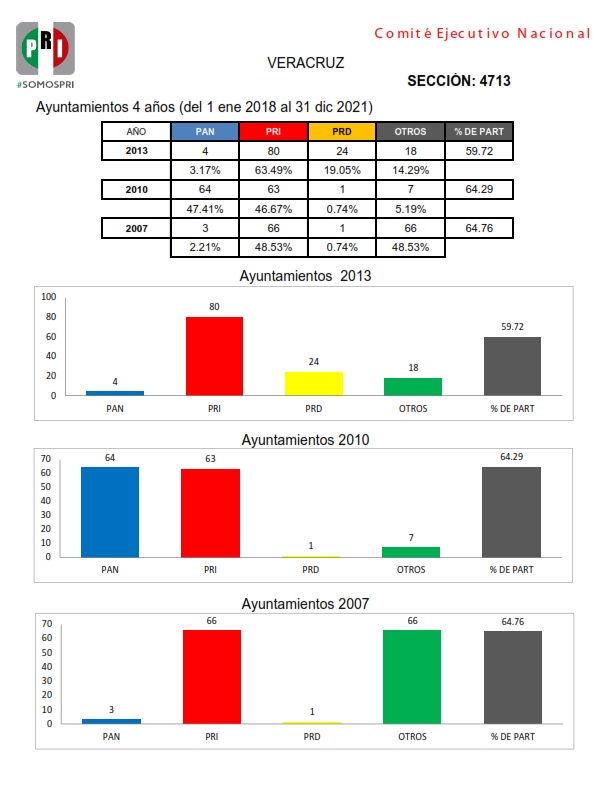 Comité Ejecutivo Nacional
PRI
#SOMOSPRI
VERACRUZ
SECCIÓN: 4713
Ayuntamientos 4 años (del 1 ene 2018 al 31 dic 2021)
AÑO PAN PRI PRD OTROS % DE PART
2013 4 80 24 18 59.72
3.17% 63.49% 19.05% 14.29%
2010 64 63 1 7 64.29
47.41% 46.67% 0.74% 5.19%
2007 3 66 1 66 64.76
2.21% 48.53% 0.74% 48.53%
Ayuntamientos 2013
100
80
60
40
20
0
4 80 24 18 59.72
PAN PRI PRD OTROS % DE PART
Ayuntamientos 2010
70
60
50
40
30
20
10
0
64 63 1 7 64.29
PAN PRI PRD OTROS % DE PART
Ayuntamientos 2007
70
60
50
40
30
20
10
0
3 66 1 66 64.76
PAN PRI PRD OTROS % DE PART